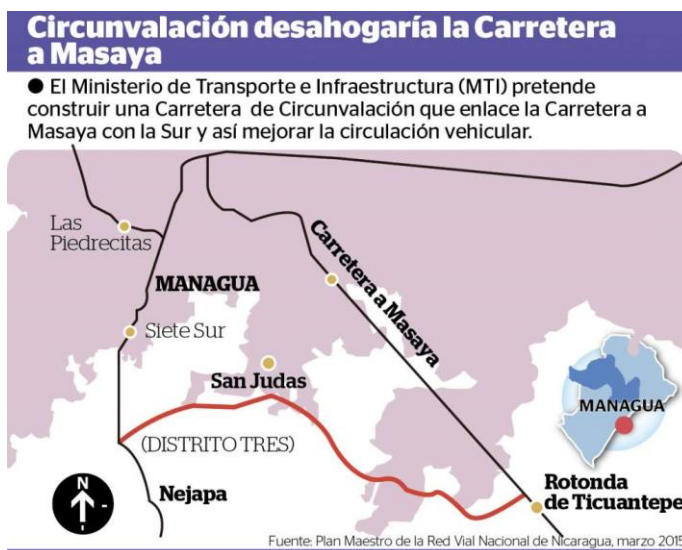 Circunvalación desahogaría la Carretera
a Masaya
● El Ministerio de Transporte e Infraestructura (MTI) pretende
construir una Carretera de Circunvalación que enlace la Carretera a
Masaya con la Sur y así mejorar la circulación vehicular.
Las
Piedrecitas
Carretera a Masaya
MANAGUA
Siete Sur
San Judas
MANAGUA
(DISTRITO TRES)
N
Nejapa
Rotonda
de Ticuantepe
Fuente: Plan Maestro de la Red Vial Nacional de Nicaragua, marzo 2015